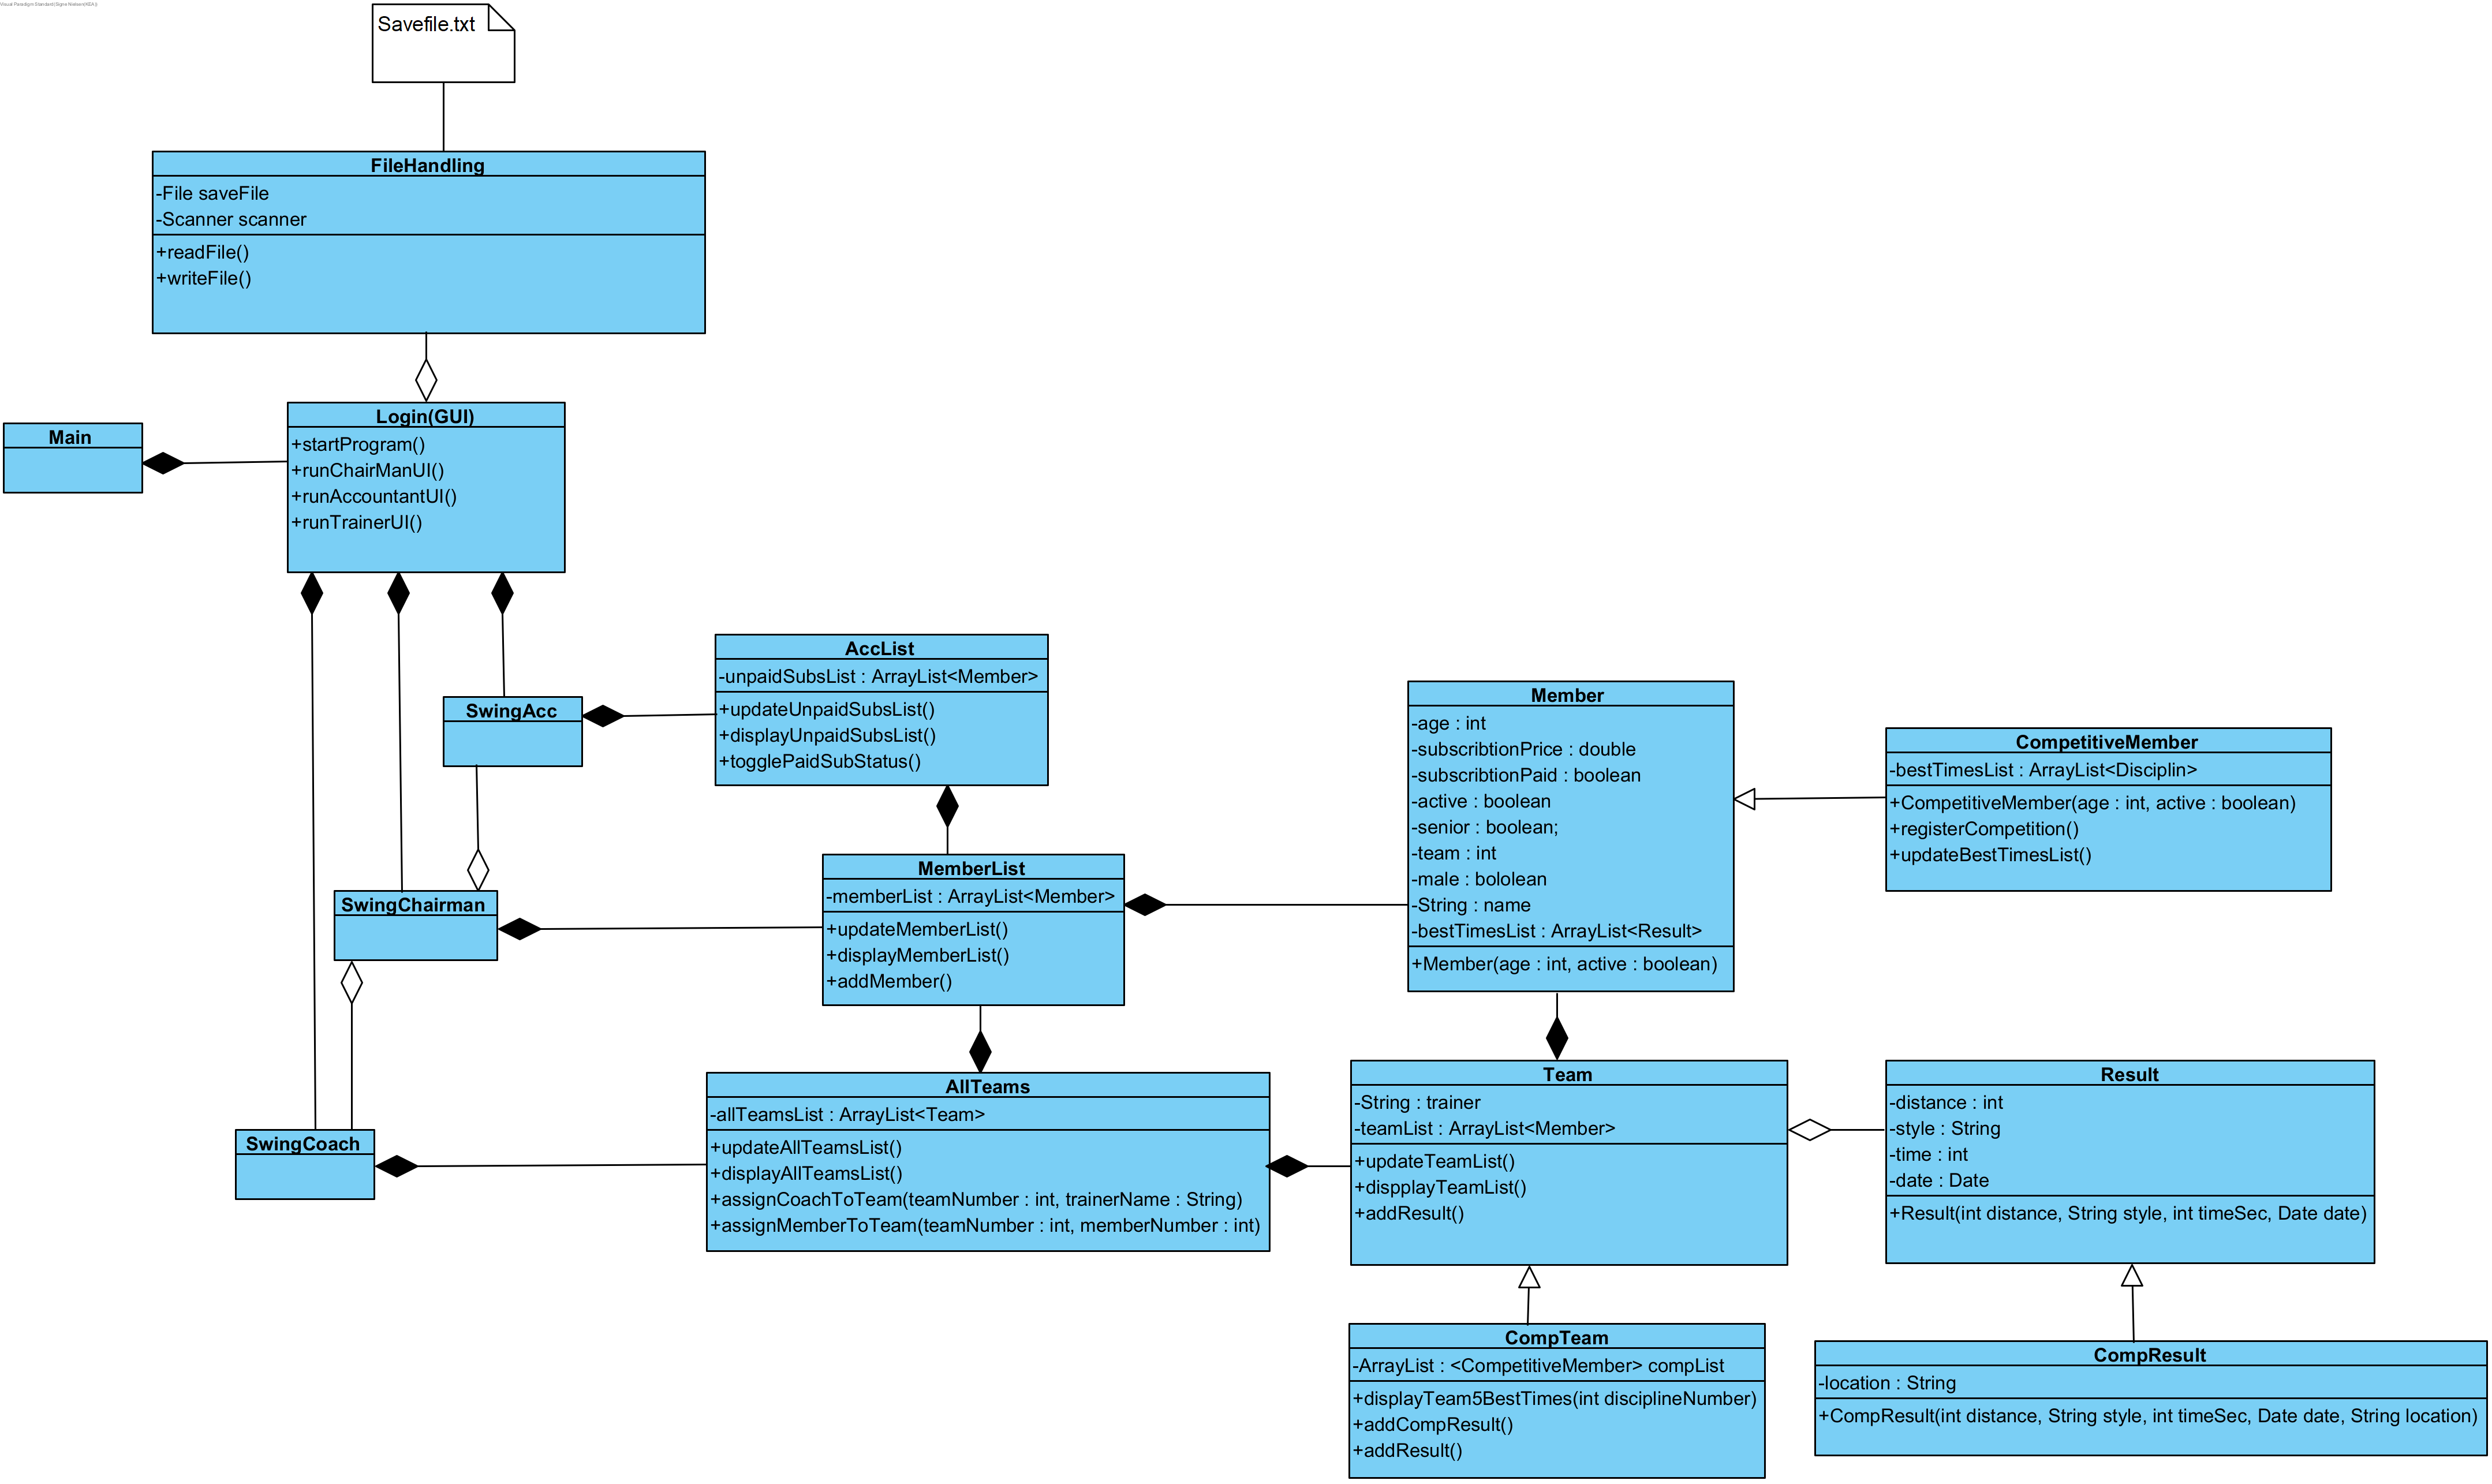 Visual Paradigm Standard(Signe Nielsen(KEA))
Savefile.txt
FileHandling
-File saveFile
-Scanner scanner
+readFile()
+writeFile()
Login(GUI)
+startProgram()
+runChairManUI()
+runAccountantUI()
+runTrainerUI()
Main
AccList
-unpaidSubsList : ArrayList<Member>
+updateUnpaidSubsList()
+displayUnpaidSubsList()
+togglePaidSubStatus()
SwingAcc
Member
-age : int
-subscribtionPrice : double
-subscribtionPaid : boolean
-active : boolean
-senior : boolean;
-team : int
-male : bololean
-String : name
-bestTimesList : ArrayList<Result>
+Member(age : int, active : boolean)
CompetitiveMember
-bestTimesList : ArrayList<Disciplin>
+CompetitiveMember(age : int, active : boolean)
+registerCompetition()
+updateBestTimesList()
MemberList
-memberList : ArrayList<Member>
+updateMemberList()
+displayMemberList()
+addMember()
SwingChairman
SwingCoach
AllTeams
-allTeamsList : ArrayList<Team>
+updateAllTeamsList()
+displayAllTeamsList()
+assignCoachToTeam(teamNumber : int, trainerName : String)
+assignMemberToTeam(teamNumber : int, memberNumber : int)
Team
-String : trainer
-teamList : ArrayList<Member>
+updateTeamList()
+dispplayTeamList()
+addResult()
Result
-distance : int
-style : String
-time : int
-date : Date
+Result(int distance, String style, int timeSec, Date date)
CompTeam
-ArrayList : <CompetitiveMember> compList
+displayTeam5BestTimes(int disciplineNumber)
+addCompResult()
+addResult()
CompResult
-location : String
+CompResult(int distance, String style, int timeSec, Date date, String location)